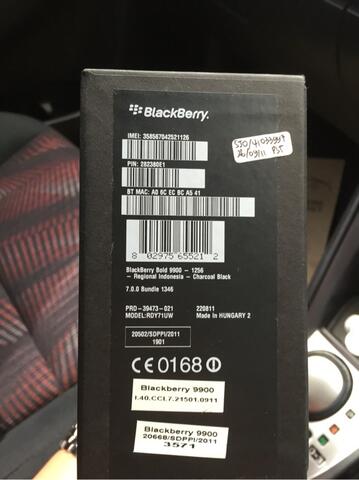 BlackBerry.
IMEI: 358567042521126
PIN: 282380E1
BT MAC: A0 6C EC BC A5 41
8 02975 65521 2
BlackBerry Bold 9900 - 1256
- Regional Indonesia - Charcoal Black
7.0.0 Bundle 1346
PRD-39473-021 220811
MODEL:RDY71UW Made in HUNGARY 2
20502/SDPPI/2011
1901
CE0168
Blackberry 9900
I.40.CCL7.21501.0911
Blackberry 9900
20668/SDPPI/2011
3571